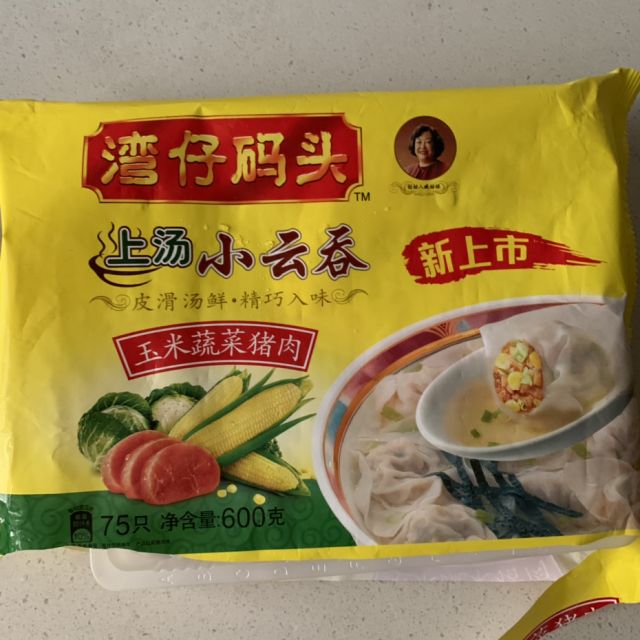 湾仔码头
TM
上汤小云吞
新上市
皮滑汤鲜·精巧入味
玉米蔬菜猪肉
75只 净含量:600克